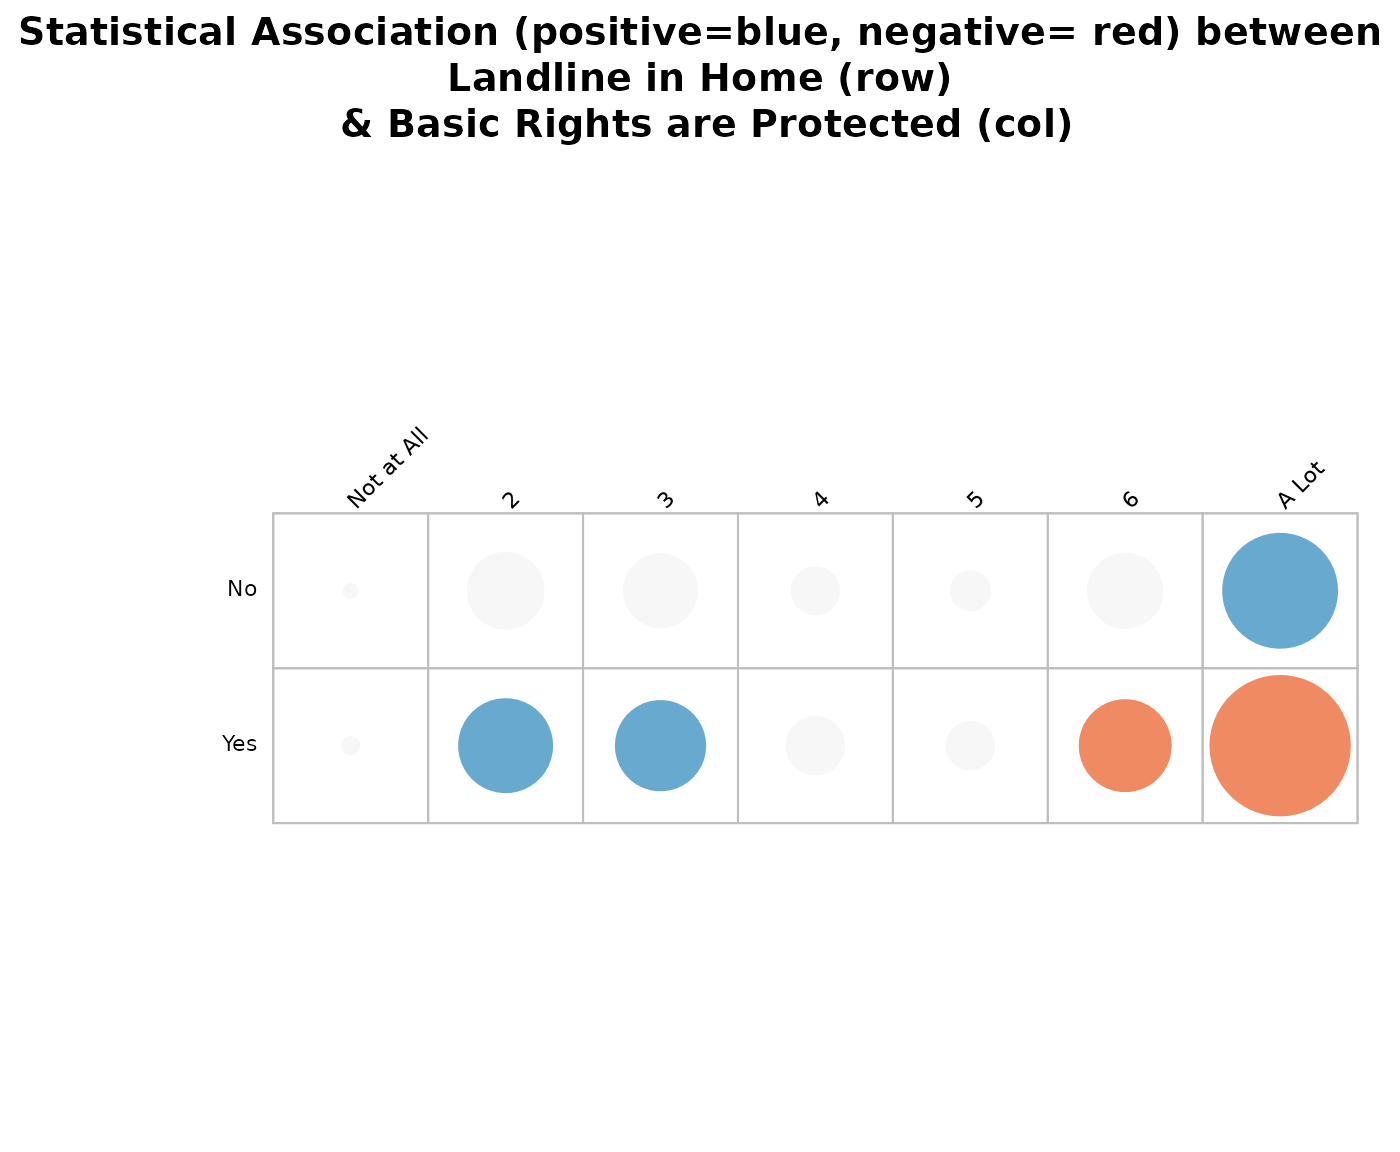 Statistical Association (positive=blue, negative= red) between
Landline in Home (row)
& Basic Rights are Protected (col)
Not at All
2
3
4
5
6
A Lot
No
Yes